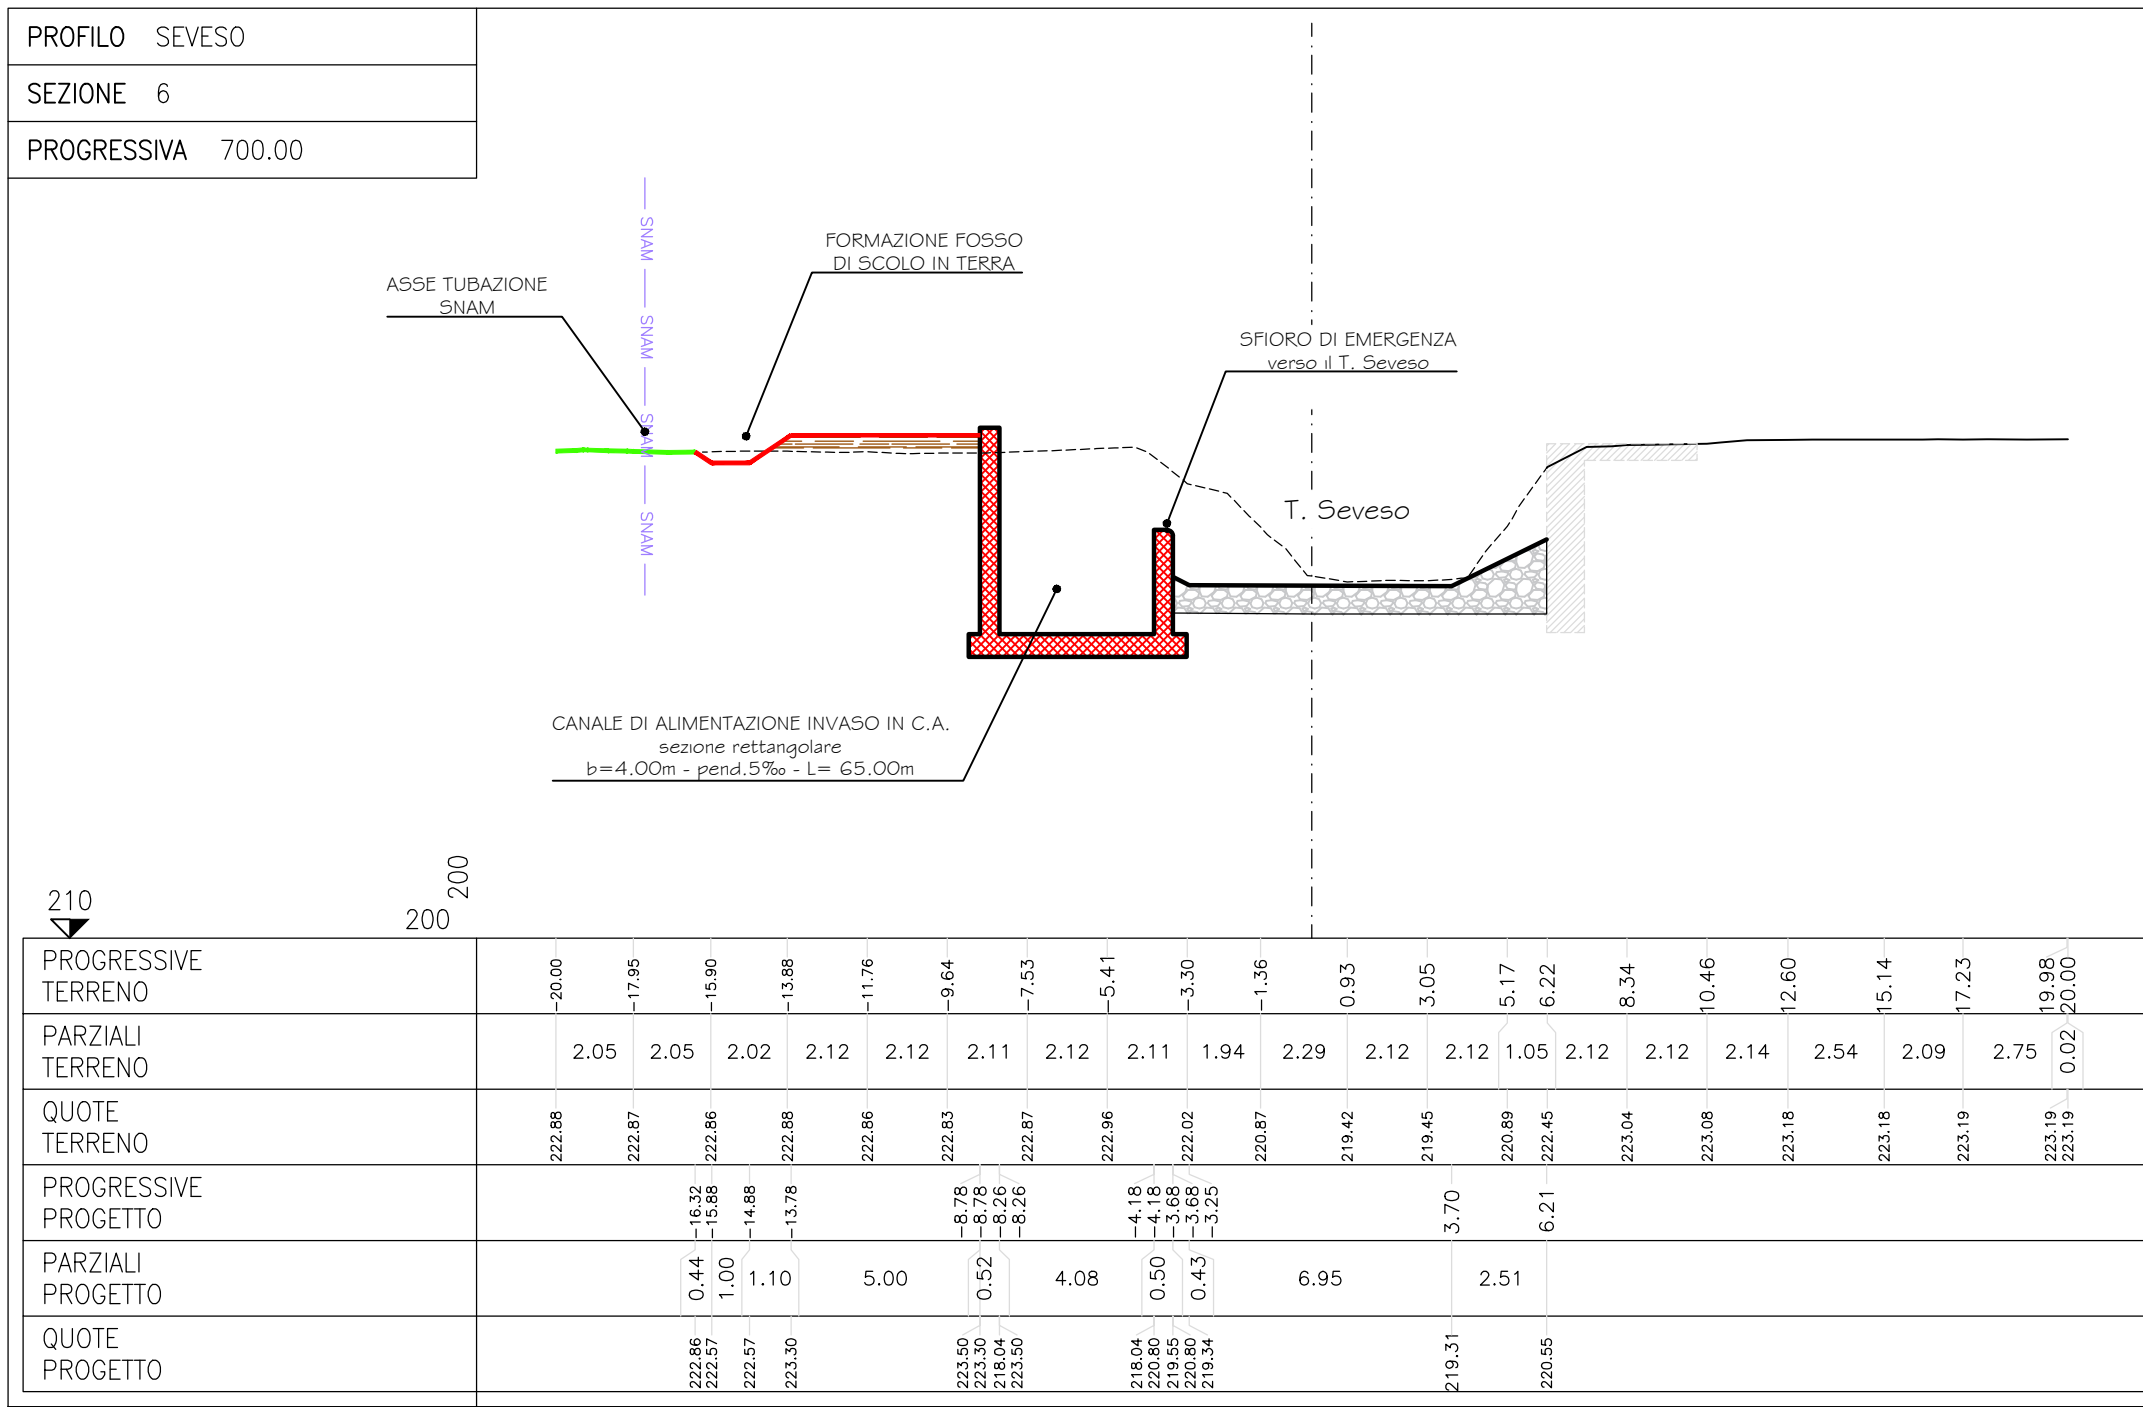 PROFILO SEVESO
SEZIONE 6
PROGRESSIVA 700.00
SNAM
SNAM
SNAM
SNAM
ASSE TUBAZIONE
SNAM
FORMAZIONE FOSSO
DI SCOLO IN TERRA
SFIORO DI EMERGENZA
verso il T. Seveso
T. Seveso
CANALE DI ALIMENTAZIONE INVASO IN C.A.
sezione rettangolare
b=4.00m - pend.5‰ - L= 65.00m
210
200
200
PROGRESSIVE
TERRENO
-20.00 -17.95 -15.90 -13.88 -11.76 -9.64 -7.53 -5.41 -3.30 -1.36 0.93 3.05 5.17 6.22 8.34 10.46 12.60 15.14 17.23 19.98 20.00
PARZIALI
TERRENO
2.05 2.05 2.02 2.12 2.12 2.11 2.12 2.11 1.94 2.29 2.12 2.12 1.05 2.12 2.12 2.14 2.54 2.09 2.75 0.02
QUOTE
TERRENO
222.88 222.87 222.86 222.88 222.86 222.83 222.87 222.96 222.02 220.87 219.42 219.45 220.89 222.45 223.04 223.08 223.18 223.18 223.19 223.19 223.19
PROGRESSIVE
PROGETTO
-16.32 -15.88 -14.88 -13.78 -8.78 -8.78 -8.26 -8.26 -4.18 -4.18 -3.68 -3.68 -3.25 3.70 6.21
PARZIALI
PROGETTO
0.44 1.00 1.10 5.00 0.52 4.08 0.50 0.43 6.95 2.51
QUOTE
PROGETTO
222.86 222.57 222.57 223.30 223.50 223.30 218.04 223.50 218.04 220.80 219.55 220.80 219.34 219.31 220.55